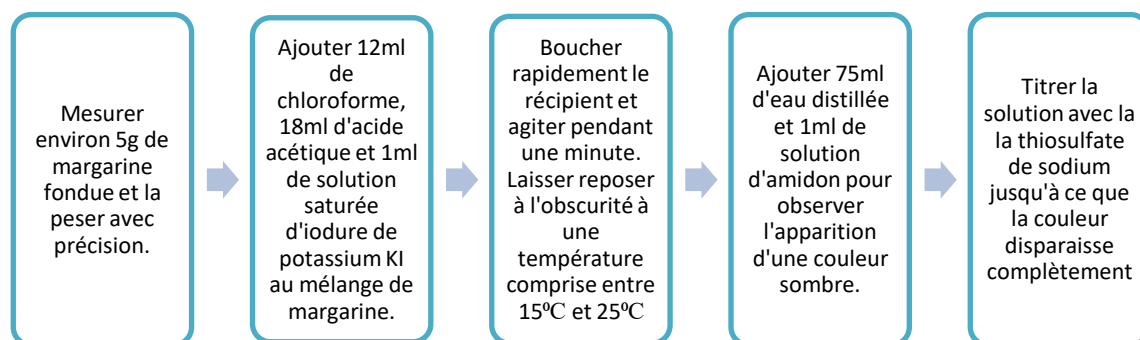 Mesurer
environ 5g de
margarine
fondue et la
peser avec
précision.
Ajouter 12ml
de
chloroforme,
18ml d'acide
acétique et 1ml
de solution
saturée
d'iodure de
potassium KI
au mélange de
margarine.
Boucher
rapidement le
récipient et
agiter pendant
une minute.
Laisser reposer
à l'obscurité à
une
température
comprise entre
15⁰C et 25⁰C
Ajouter 75ml
d'eau distillée
et 1ml de
solution
d'amidon pour
observer
l'apparition
d'une couleur
sombre.
Titrer la
solution avec la
la thiosulfate
de sodium
jusqu'à ce que
la couleur
disparaisse
complètement